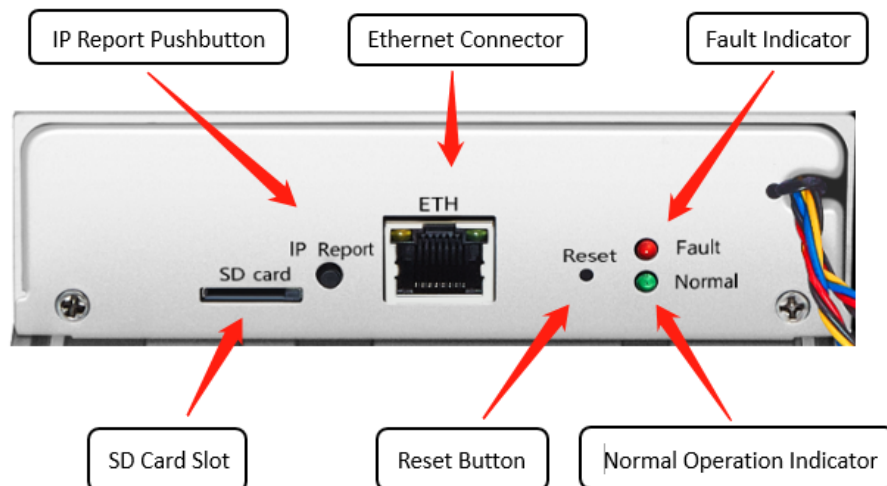 IP Report Pushbutton
Ethernet Connector
Fault Indicator
ETH
IP Report
SD card
Reset
Fault
Normal
SD Card Slot
Reset Button
Normal Operation Indicator